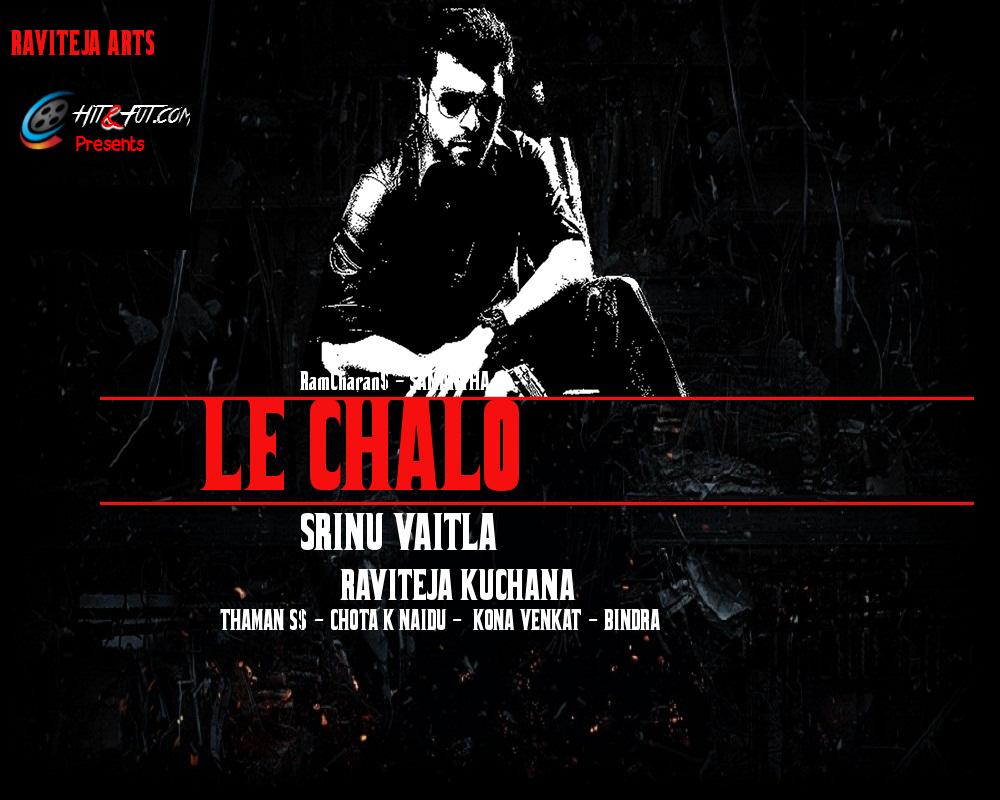 RAVITEJA ARTS
HIT&FUT.COM
Presents
RamCharan$ - SAMANTHA
LE CHALO
SRINU VAITLA
RAVITEJA KUCHANA
THAMAN S$ - CHOTA K NAIDU - KONA VENKAT - BINDRA